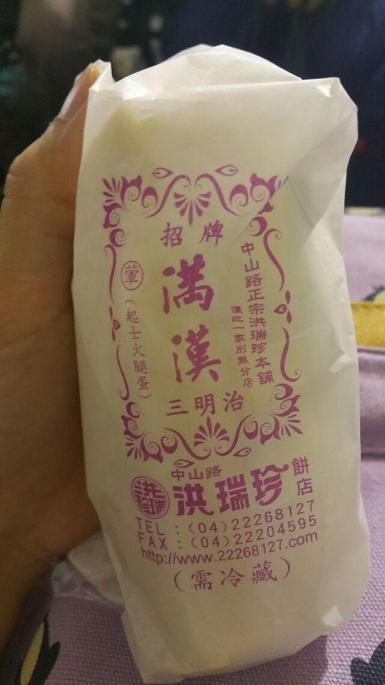 招牌
滿漢
三明治
葷
(起士火腿蛋)
中山路正宗洪瑞珍本舖
僅此一家別無分店
中山路
洪瑞珍餅店
TEL:(04)22268127
FAX:(04)22204595
http://www.22268127.com
(需冷藏)